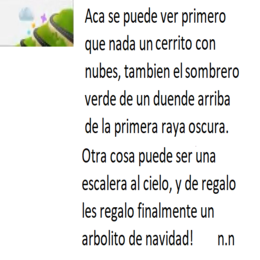 Aca se puede ver primero
que nada un cerrito con
nubes, tambien el sombrero
verde de un duende arriba
de la primera raya oscura.
Otra cosa puede ser una
escalera al cielo, y de regalo
les regalo finalmente un
arbolito de navidad! n.n